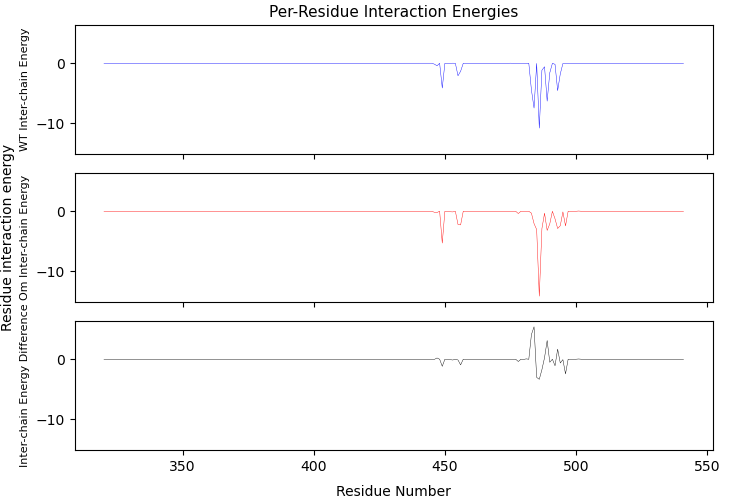 Per-Residue Interaction Energies
Residue interaction energy
WT Inter-chain Energy
0
−10
Om Inter-chain Energy
0
−10
Inter-chain Energy Difference
0
−10
350
400
450
500
550
Residue Number